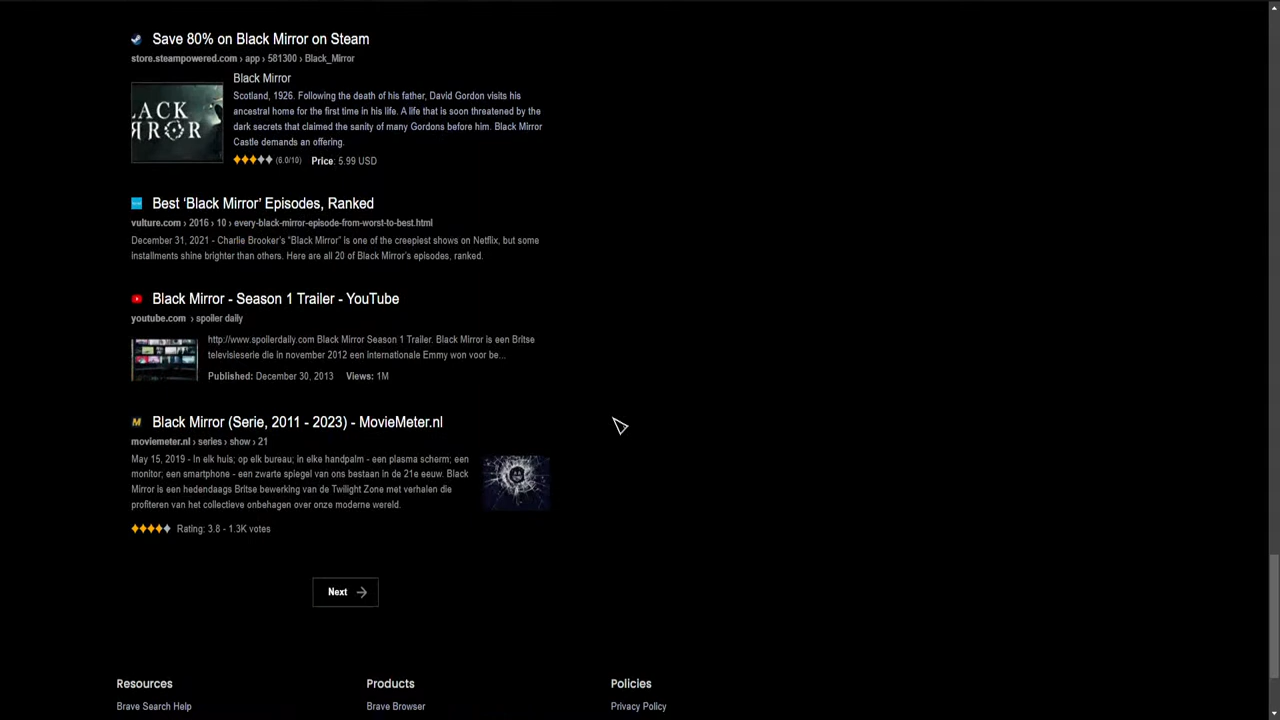 Save 80% on Black Mirror on Steam
store.steampowered.com › app › 581300 › Black_Mirror
Black Mirror
Scotland, 1926. Following the death of his father, David Gordon visits his
ancestral home for the first time in his life. A life that is soon threatened by the
dark secrets that claimed the sanity of many Gordons before him. Black Mirror
Castle demands an offering.
(6.0/10) Price: 5.99 USD
LACK
RROR
Best ‘Black Mirror’ Episodes, Ranked
vulture.com › 2016 › 10 › every-black-mirror-episode-from-worst-to-best.html
December 31, 2021 - Charlie Brooker's “Black Mirror” is one of the creepiest shows on Netflix, but some
installments shine brighter than others. Here are all 20 of Black Mirror's episodes, ranked.
Black Mirror - Season 1 Trailer - YouTube
youtube.com › spoiler daily
http://www.spoilerdaily.com Black Mirror Season 1 Trailer. Black Mirror is een Britse
televisieserie die in november 2012 een internationale Emmy won voor be...
Published: December 30, 2013 Views: 1M
Black Mirror (Serie, 2011 - 2023) - MovieMeter.nl
moviemeter.nl › series › show › 21
May 15, 2019 - In elk huis; op elk bureau; in elke handpalm - een plasma scherm; een
monitor; een smartphone - een zwarte spiegel van ons bestaan in de 21e eeuw. Black
Mirror is een hedendaags Britse bewerking van de Twilight Zone met verhalen die
profiteren van het collectieve onbehagen over onze moderne wereld.
Rating: 3.8 - 1.3K votes
Next
Resources
Products
Policies
Brave Search Help
Brave Browser
Privacy Policy